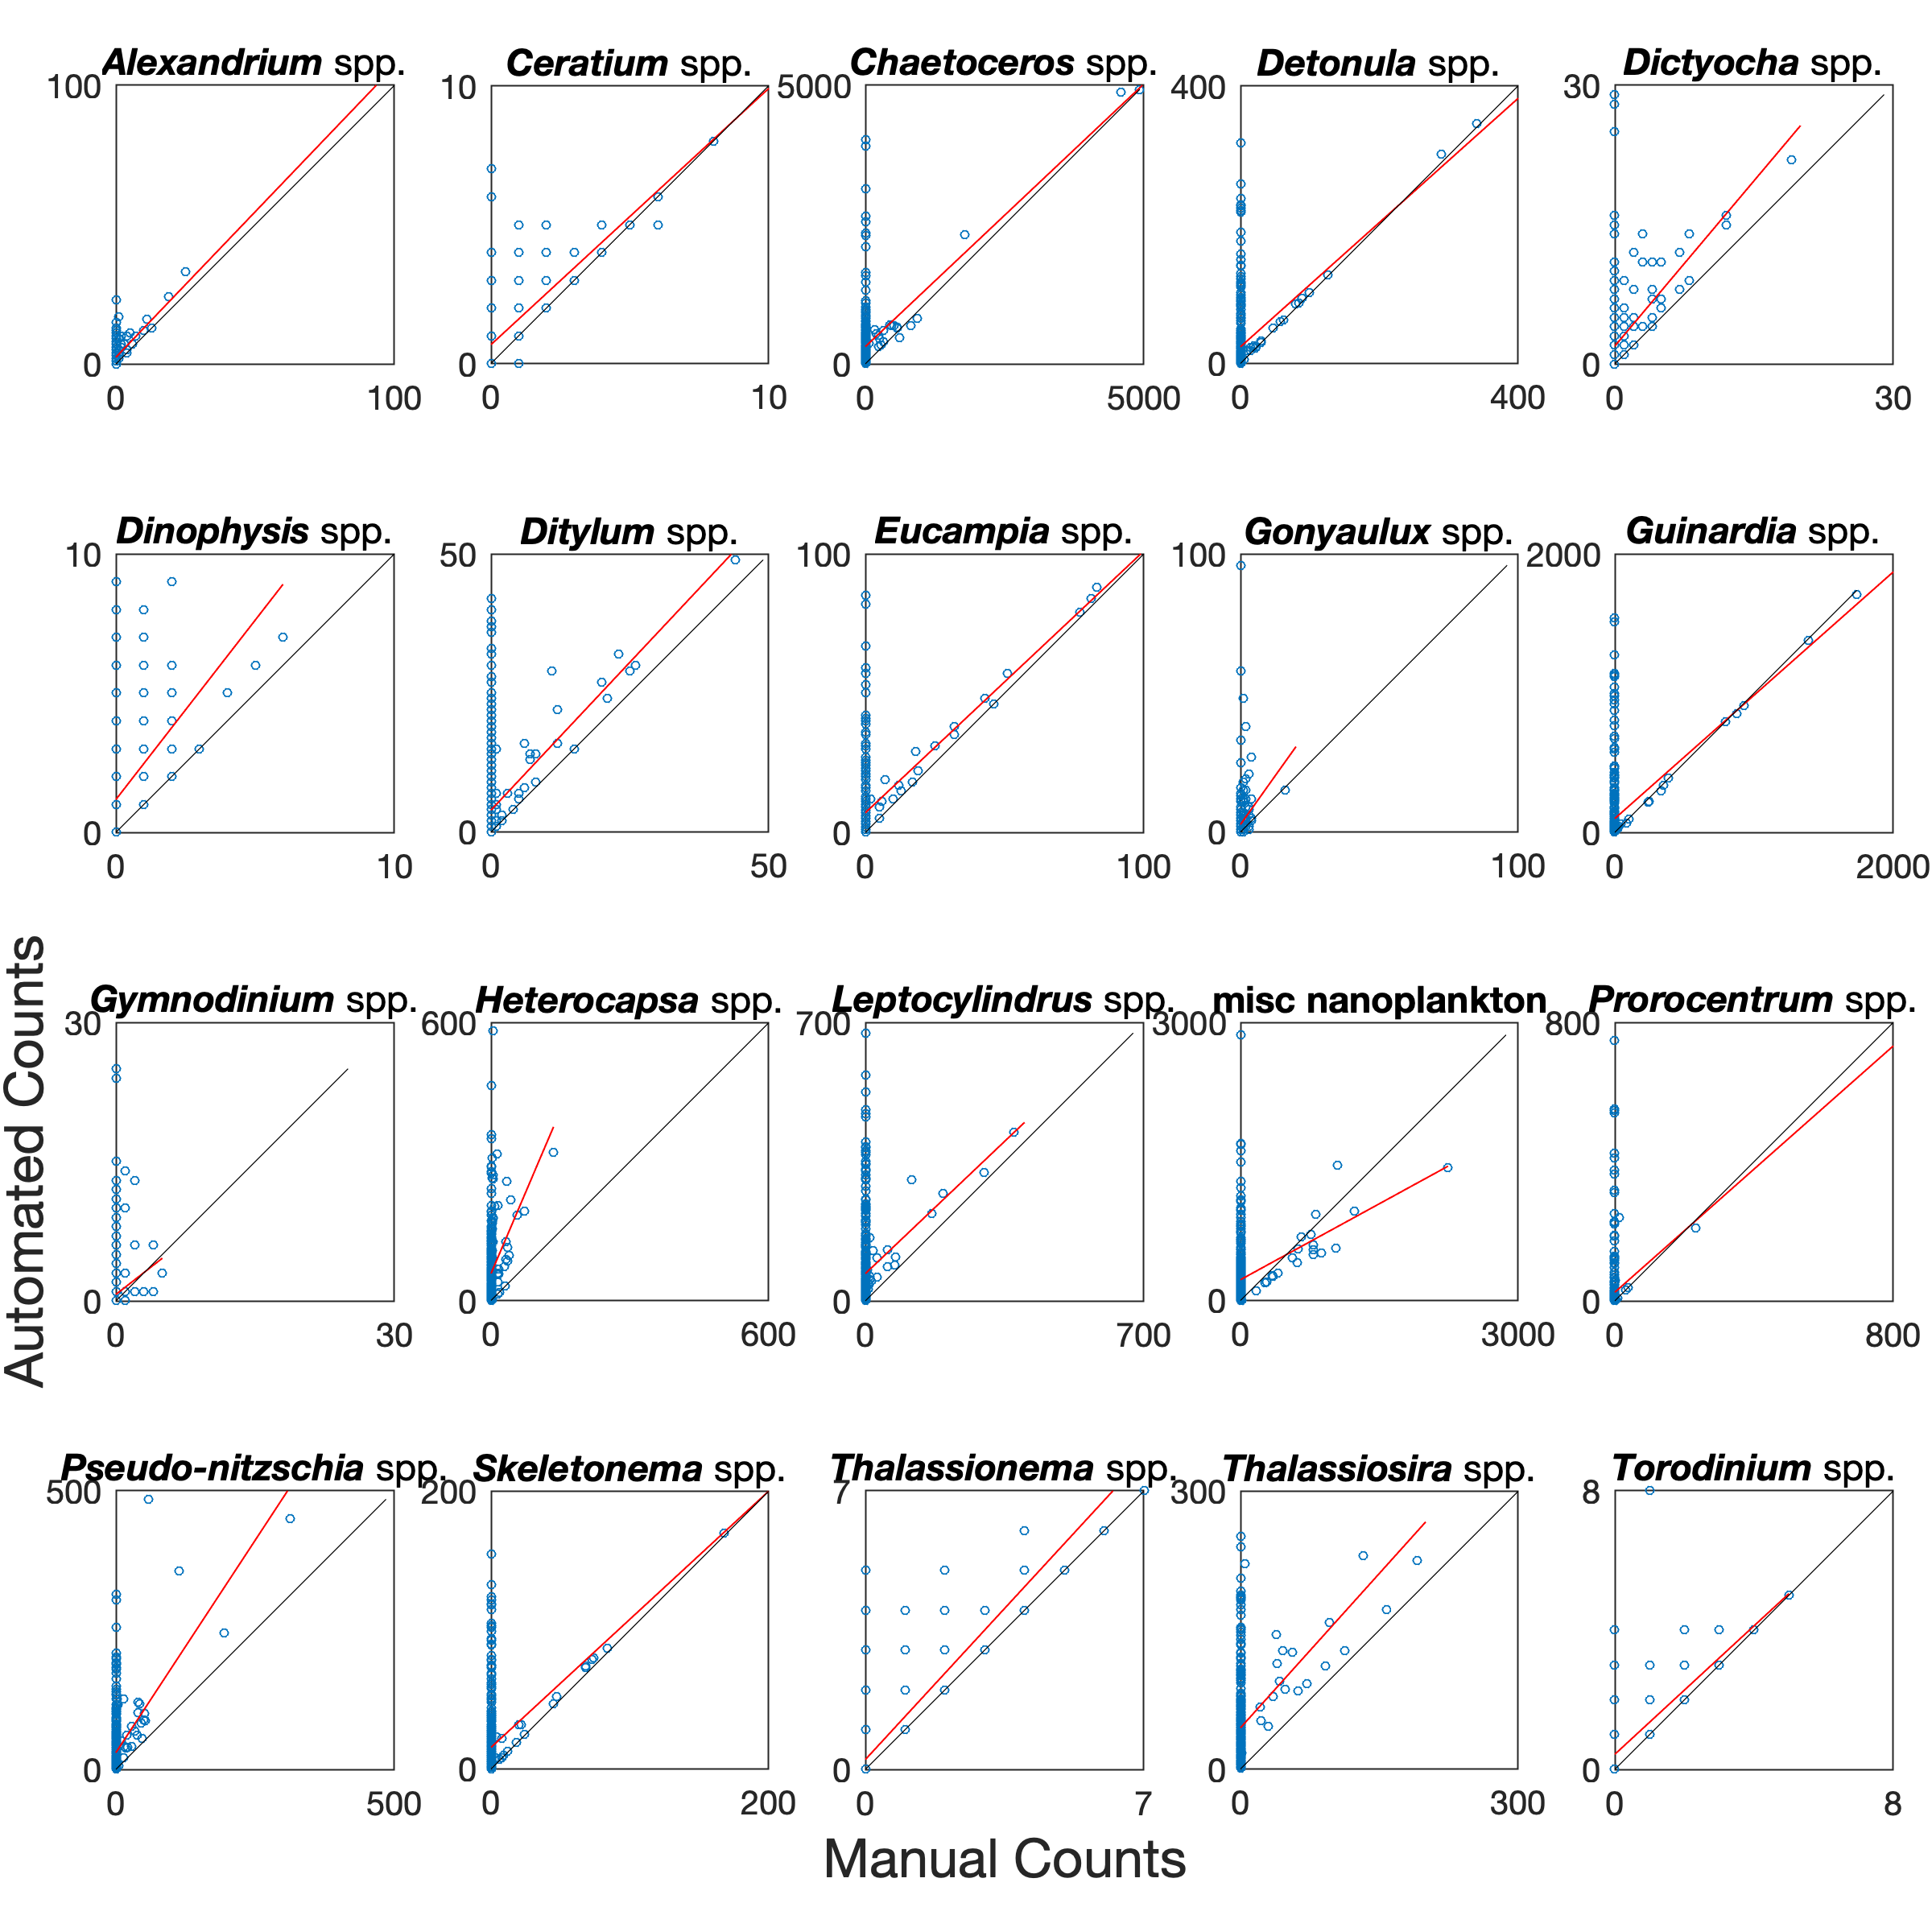 Alexandrium spp. Ceratium spp. Chaetoceros spp. Detonula spp. Dictyocha spp.
100 10 5000 400 30
0 0 0 0 0
0 100 0 10 0 5000 0 400 0 30
Dinophysis spp. Ditylum spp. Eucampia spp. Gonyaulux spp. Guinardia spp.
10 50 100 100 2000
0 0 0 0 0
0 10 0 50 0 100 0 100 0 2000
Automated Counts
Gymnodinium spp. Heterocapsa spp. Leptocylindrus spp. misc nanoplankton Prorocentrum spp.
30 600 700 3000 800
0 0 0 0 0
0 30 0 600 0 700 0 3000 0 800
Pseudo-nitzschia spp. Skeletonema spp. Thalassionema spp. Thalassiosira spp. Torodinium spp.
500 200 7 300 8
0 0 0 0 0
0 500 0 200 0 7 0 300 0 8
Manual Counts